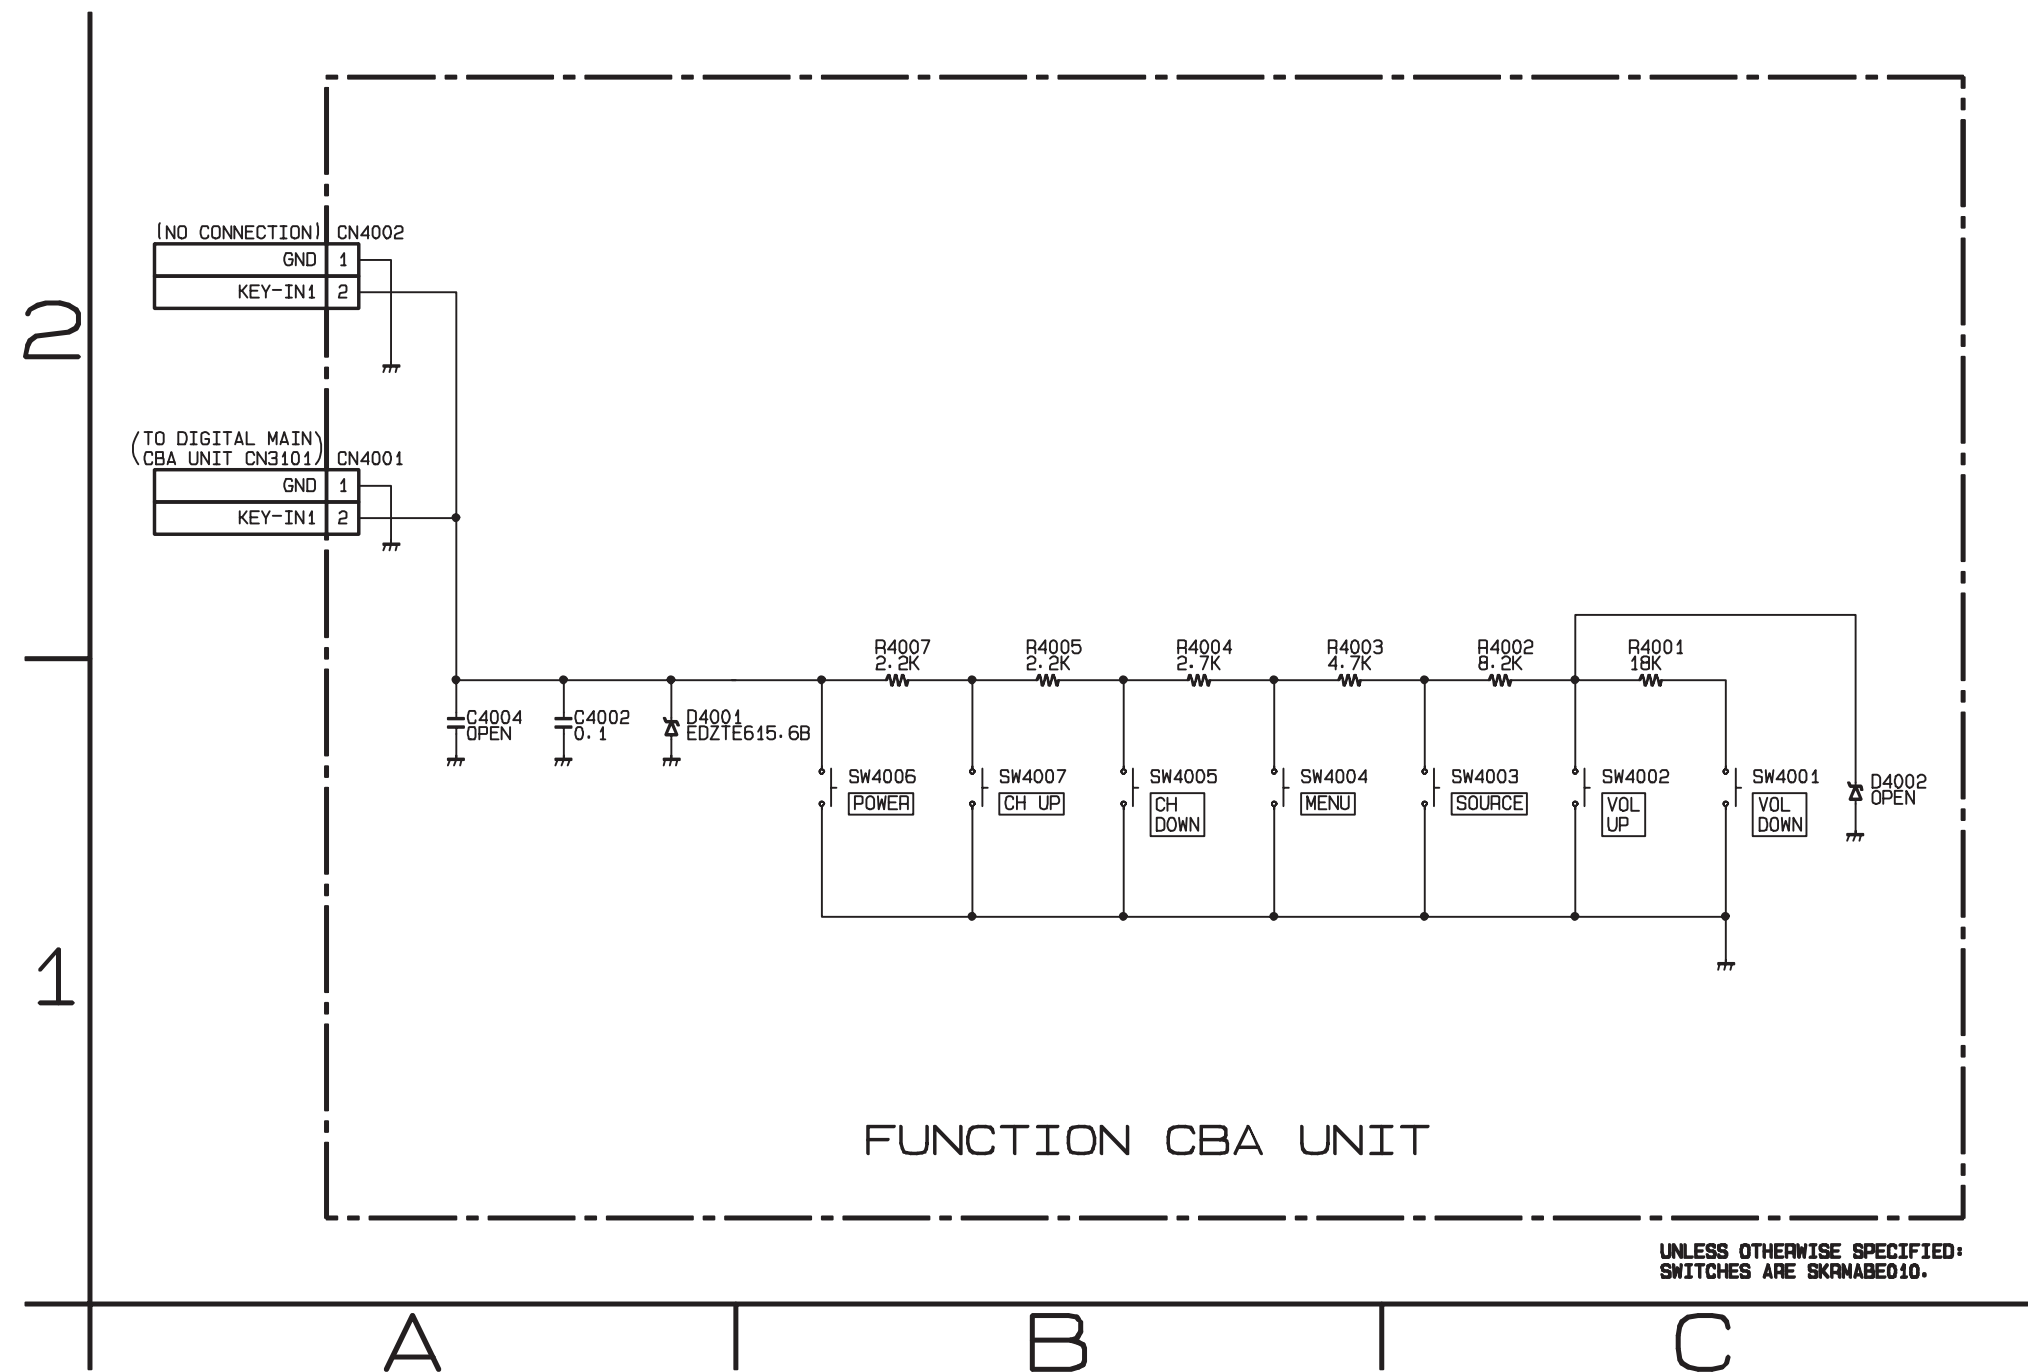 (NO CONNECTION) CN4002
GND 1
KEY-IN1 2
2
(TO DIGITAL MAIN)
(CBA UNIT CN3101) CN4001
GND 1
KEY-IN1 2
R4007 R4005 R4004 R4003 R4002 R4001
2.2K 2.2K 2.7K 4.7K 8.2K 18K
C4004 C4002 D4001
OPEN 0.1 EDZTE615.6B
SW4006 SW4007 SW4005 SW4004 SW4003 SW4002 SW4001 D4002
OPEN
POWER CH UP CH MENU SOURCE VOL VOL
DOWN UP DOWN
1
FUNCTION CBA UNIT
UNLESS OTHERWISE SPECIFIED:
SWITCHES ARE SKRNABE010.
A B C